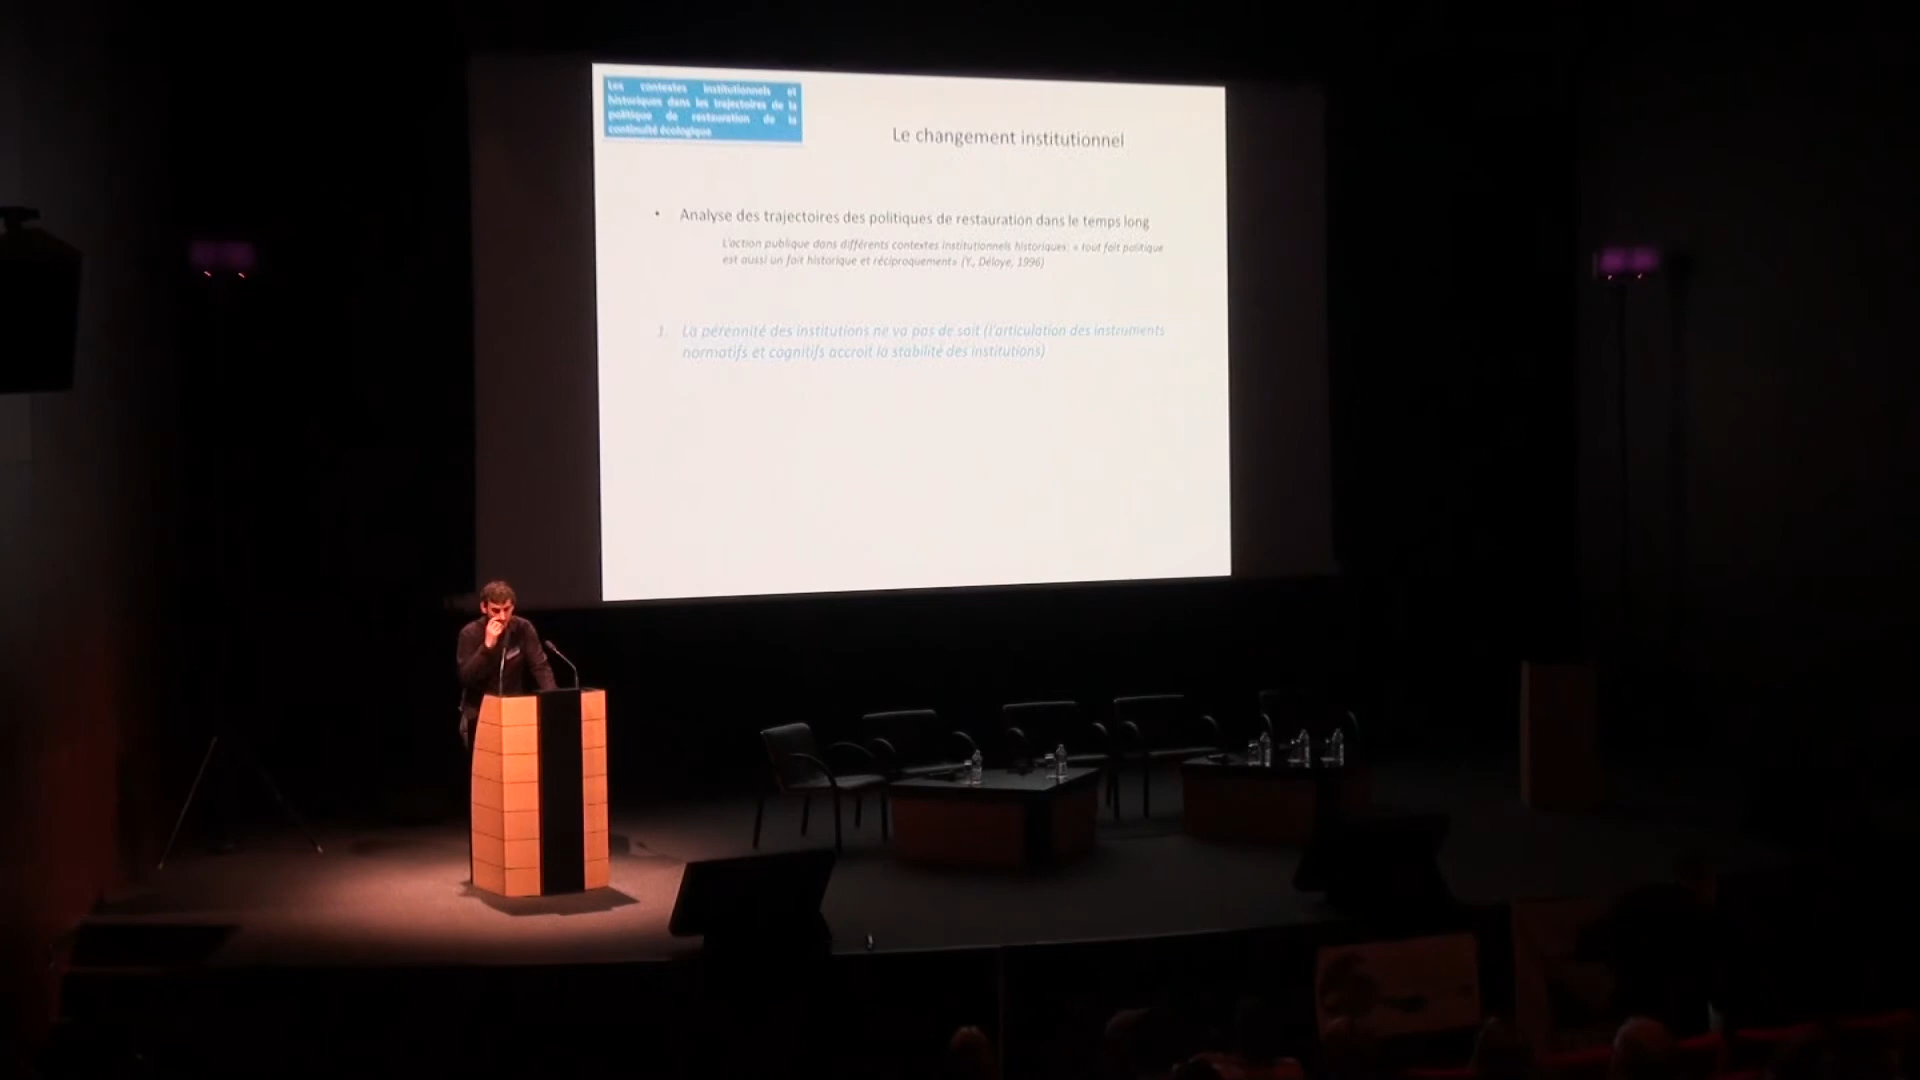 Les contextes institutionnels et
historiques dans les trajectoires de la
politique de restauration de la
continuité écologique
Le changement institutionnel
• Analyse des trajectoires des politiques de restauration dans le temps long
L'action publique dans différents contextes institutionnels historiques: « tout fait politique
est aussi un fait historique et réciproquement» (Y., Déloye, 1996)
1. La pérennité des institutions ne va pas de soit (l'articulation des instruments
normatifs et cognitifs accroit la stabilité des institutions)